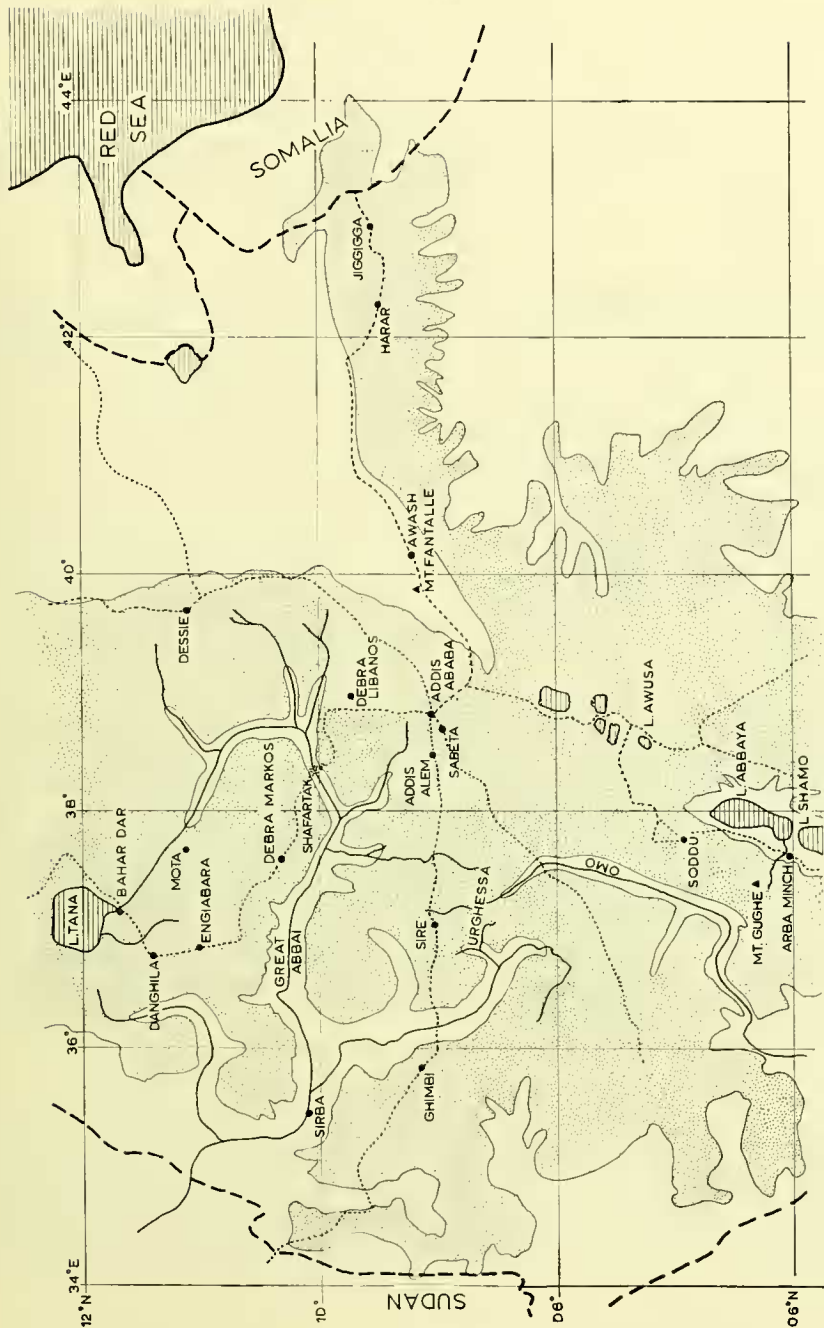 34°E
36°
38°
40°
42°
44°E
12°N
L.TANA
RED
SEA
BAHAR DAR
DANGHILA
MOTA
DESSIE
ENGIABARA
DEBRA MARKOS
GREAT
ABBAI
SHAFARTAK
SOMALIA
SIRBA
10°
DEBRA
LIBANOS
JIGGIGGA
HARAR
GHIMBI
SIRE
ADDIS
ALEM
ADDIS
ABABA
SABETA
AWASH
MT. FANTALLE
URGHESSA
SUDAN
08°
OMO
L. AWUSA
SODDU
L. ABBAYA
MT. GUGHE
ARBA MINCH
L SHAMO
06°N